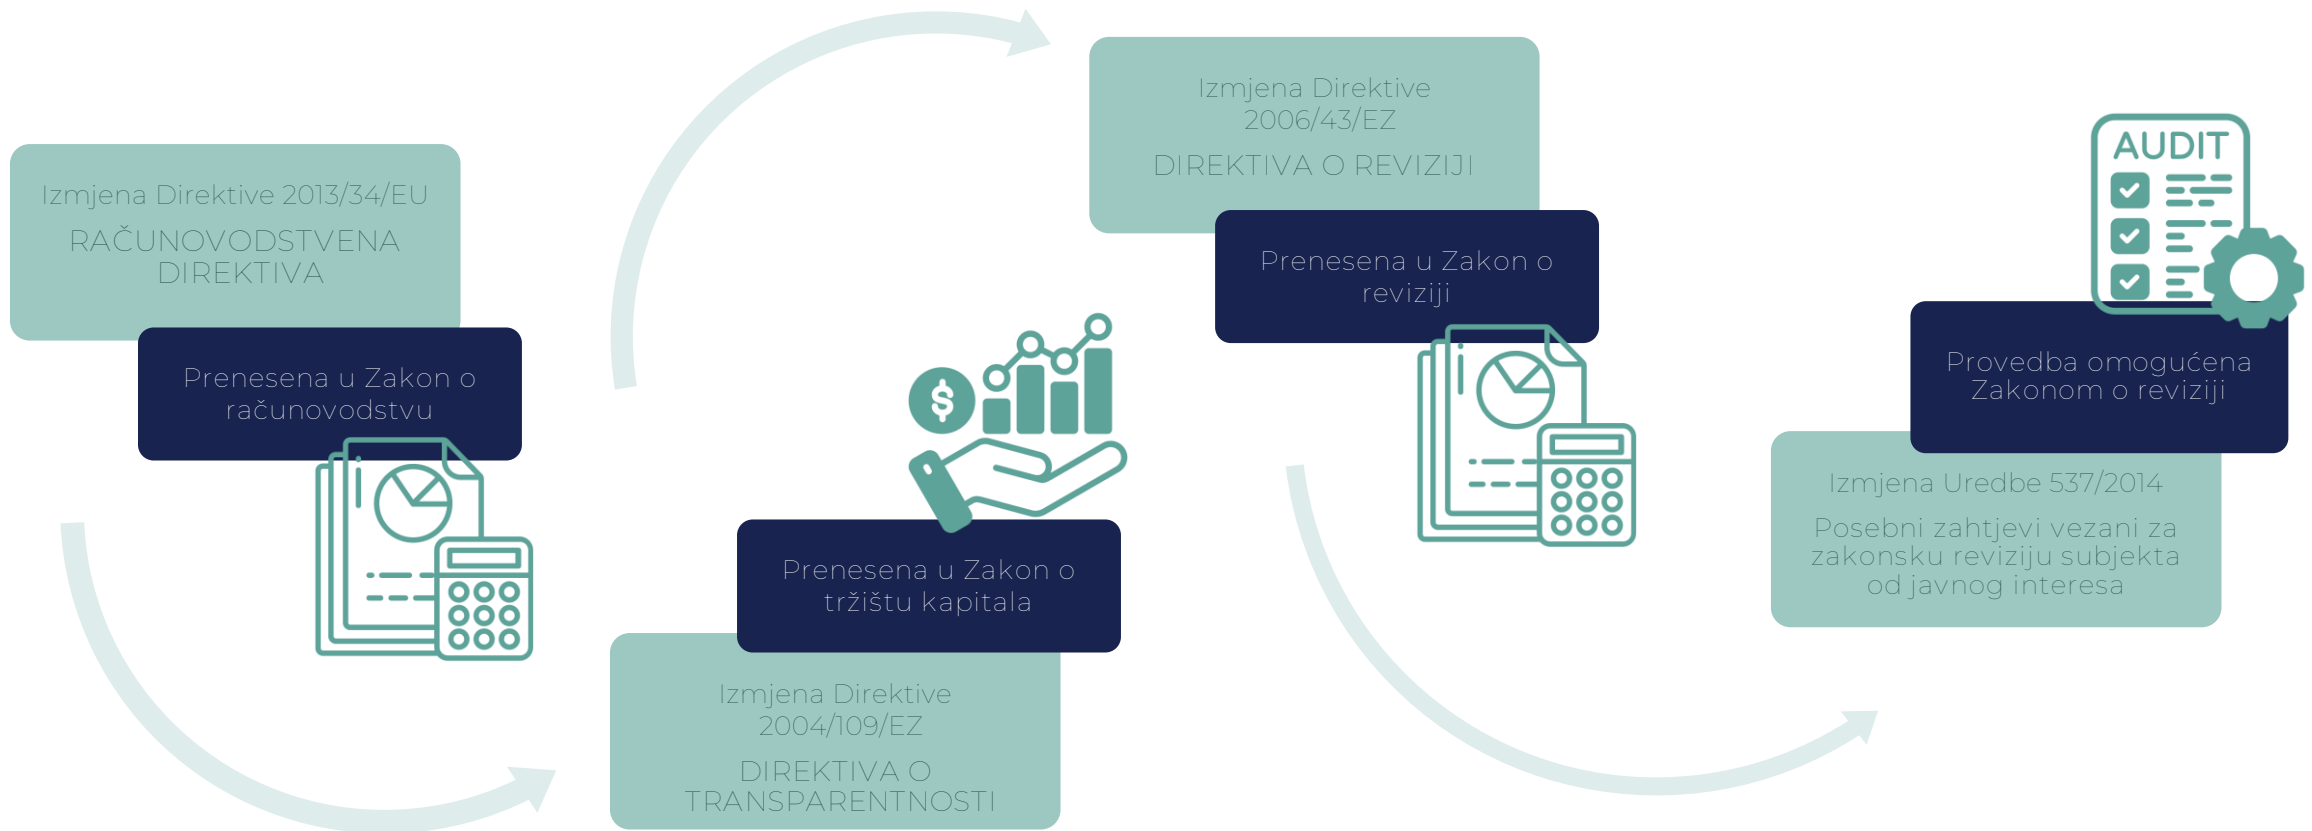 Izmjena Direktive 2013/34/EU
RAČUNOVODSTVENA
DIREKTIVA
Prenesena u Zakon o
računovodstvu
$
Prenesena u Zakon o
tržištu kapitala
Izmjena Direktive
2004/109/EZ
DIREKTIVA O
TRANSPARENTNOSTI
Izmjena Direktive
2006/43/EZ
DIREKTIVA O REVIZIJI
Prenesena u Zakon o
reviziji
AUDIT
Provedba omogućena
Zakonom o reviziji
Izmjena Uredbe 537/2014
Posebni zahtjevi vezani za
zakonsku reviziju subjekta
od javnog interesa